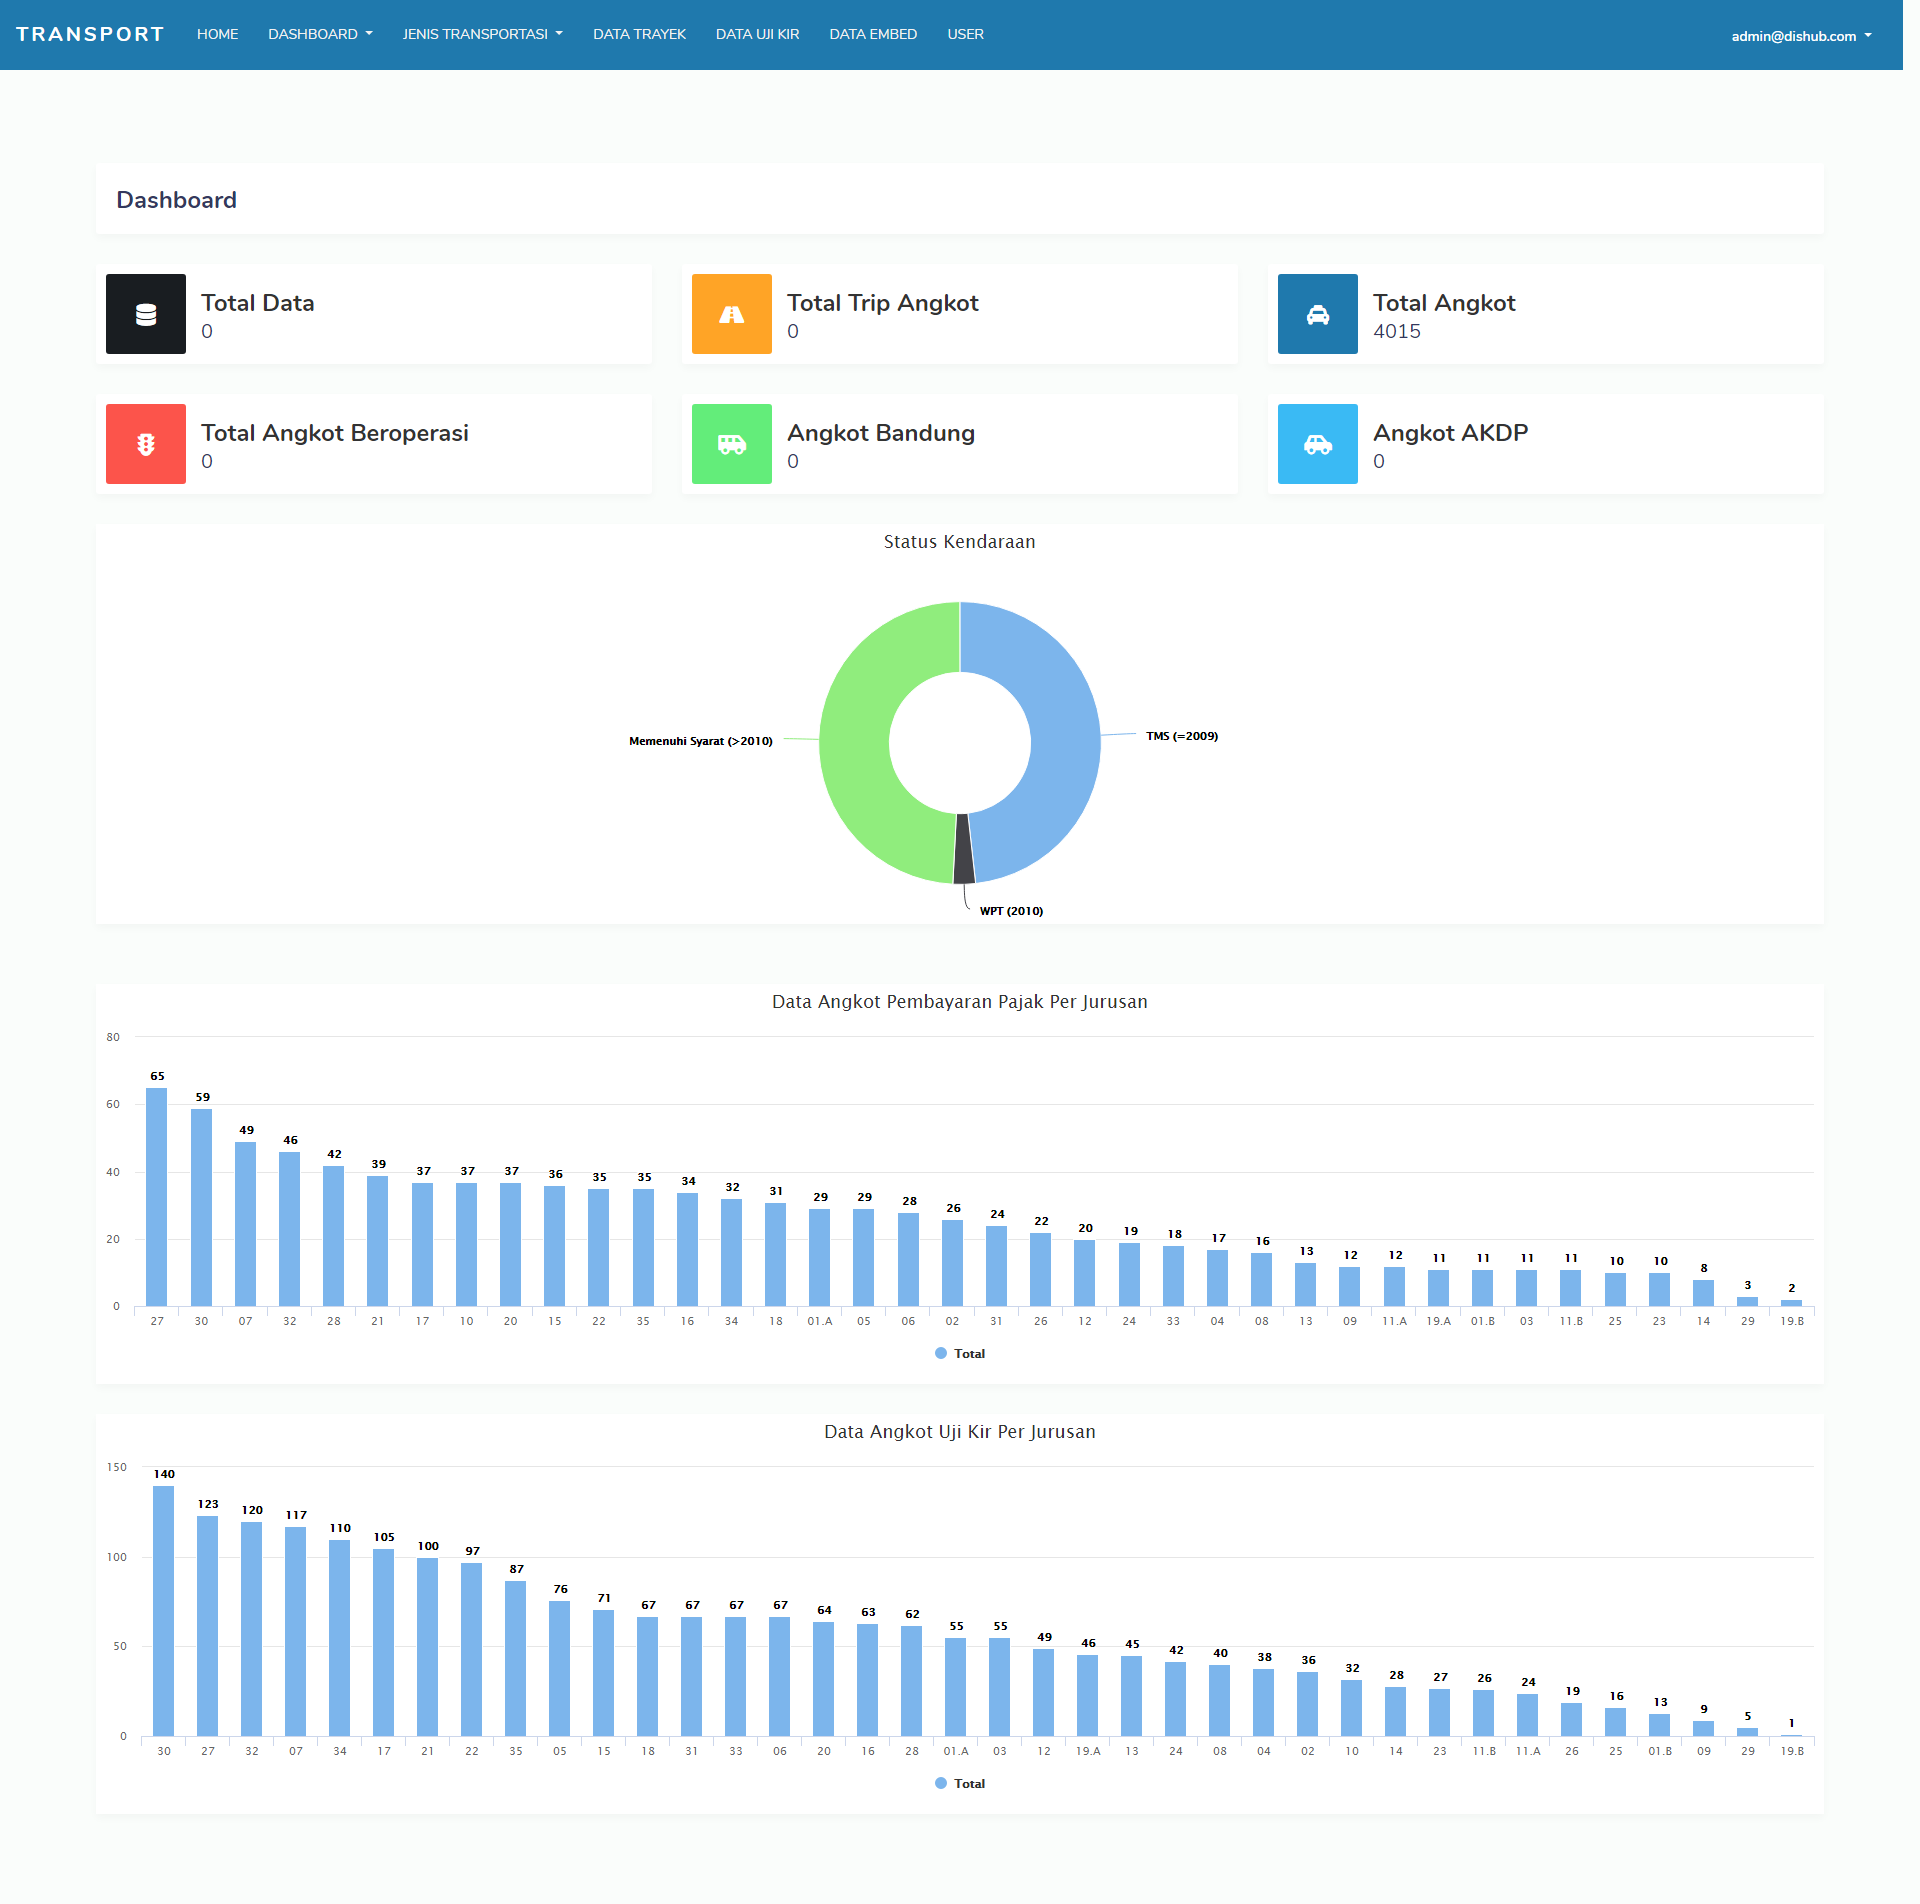 TRANSPORT HOME DASHBOARD JENIS TRANSPORTASI DATA TRAYEK DATA UJI KIR DATA EMBED USER admin@dishub.com
Dashboard
Total Data
0
Total Trip Angkot
0
Total Angkot
4015
Total Angkot Beroperasi
0
Angkot Bandung
0
Angkot AKDP
0
Status Kendaraan
Memenuhi Syarat (>2010)
TMS (=2009)
WPT (2010)
Data Angkot Pembayaran Pajak Per Jurusan
80
60
40
20
0
65 59 49 46 42 39 37 37 37 36 35 35 34 32 31 29 29 28 26 24 22 20 19 18 17 16 13 12 12 11 11 11 11 10 10 8 3 2
27 30 07 32 28 21 17 10 20 15 22 35 16 34 18 01.A 05 06 02 31 26 12 24 33 04 08 13 09 11.A 19.A 01.B 03 11.B 25 23 14 29 19.B
Total
Data Angkot Uji Kir Per Jurusan
150
100
50
0
140 123 120 117 110 105 100 97 87 76 71 67 67 67 67 64 63 62 55 55 49 46 45 42 40 38 36 32 28 27 26 24 19 16 13 9 5 1
30 27 32 07 34 17 21 22 35 05 15 18 31 33 06 20 16 28 01.A 03 12 19.A 13 24 08 04 02 10 14 23 11.B 11.A 26 25 01.B 09 29 19.B
Total